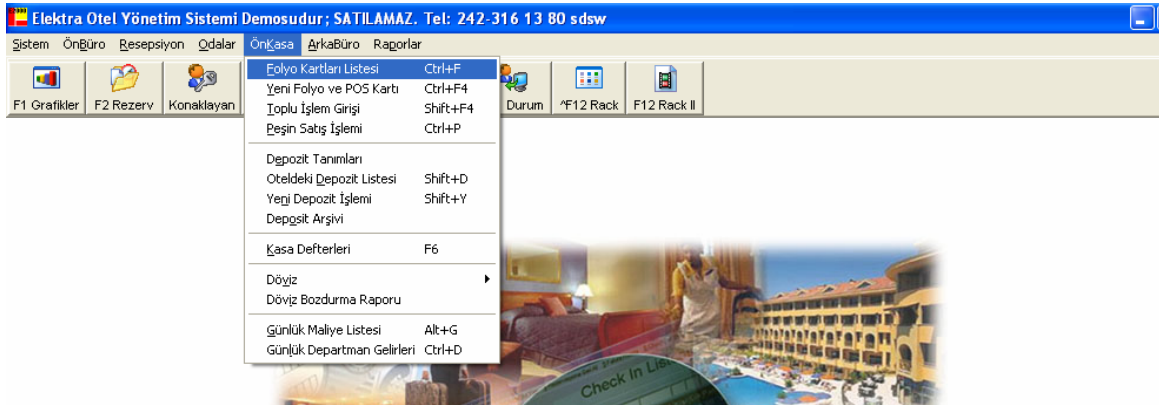 Elektra Otel Yönetim Sistemi Demosudur; SATILAMAZ. Tel: 242-316 13 80 sdsw
Sistem ÖnBüro Resepsiyon Odalar ÖnKasa ArkaBüro Raporlar
F1 Grafikler F2 Rezerv Konaklayan Durum ^F12 Rack F12 Rack II
Folyo Kartları Listesi Ctrl+F
Yeni Folyo ve POS Kartı Ctrl+F4
Toplu İşlem Girişi Shift+F4
Peşin Satış İşlemi Ctrl+P
Depozit Tanımları
Oteldeki Depozit Listesi Shift+D
Yeni Depozit İşlemi Shift+Y
Deposit Arşivi
Kasa Defterleri F6
Döviz
Döviz Bozdurma Raporu
Günlük Maliye Listesi Alt+G
Günlük Departman Gelirleri Ctrl+D
Check In List